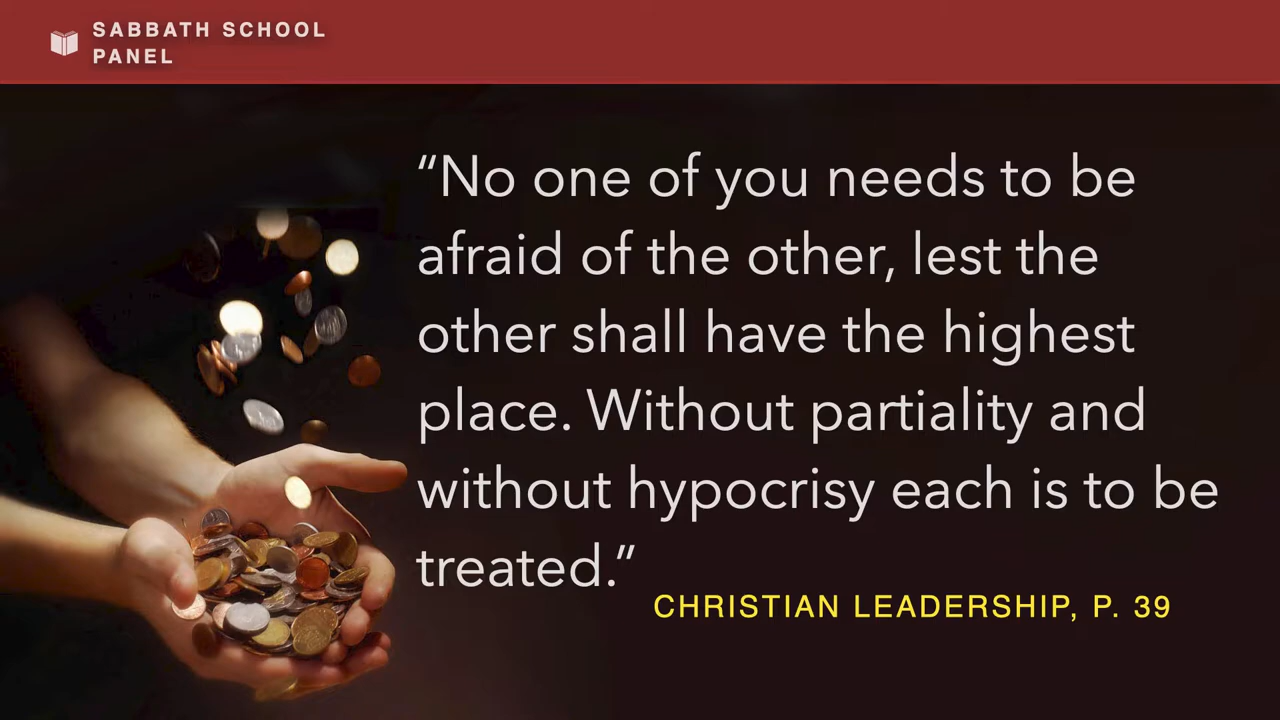 SABBATH SCHOOL
PANEL
“No one of you needs to be
afraid of the other, lest the
other shall have the highest
place. Without partiality and
without hypocrisy each is to be
treated.”
CHRISTIAN LEADERSHIP, P. 39